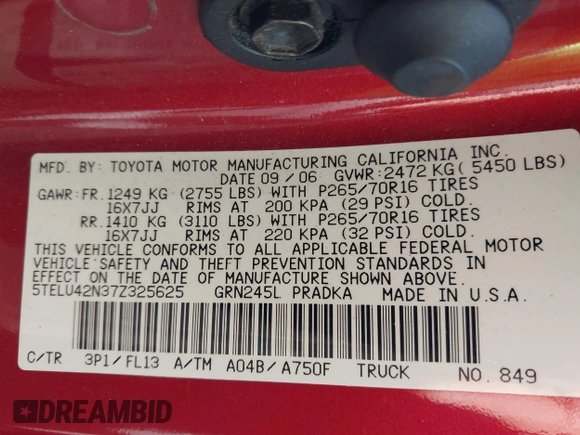 MFD. BY: TOYOTA MOTOR MANUFACTURING CALIFORNIA INC.
DATE 09 / 06 GVWR: 2472 KG ( 5450 LBS)
GAWR: FR. 1249 KG (2755 LBS) WITH P265/70R16 TIRES
16X7JJ RIMS AT 200 KPA (29 PSI) COLD.
RR. 1410 KG (3110 LBS) WITH P265/70R16 TIRES
16X7JJ RIMS AT 220 KPA (32 PSI) COLD.
THIS VEHICLE CONFORMS TO ALL APPLICABLE FEDERAL MOTOR
VEHICLE SAFETY AND THEFT PREVENTION STANDARDS IN
EFFECT ON THE DATE OF MANUFACTURE SHOWN ABOVE.
5TELU42N37Z325625 GRN245L PRADKA MADE IN U.S.A.
C/TR 3P1/FL13 A/TM A04B/A750F TRUCK NO. 849
DREAMBID